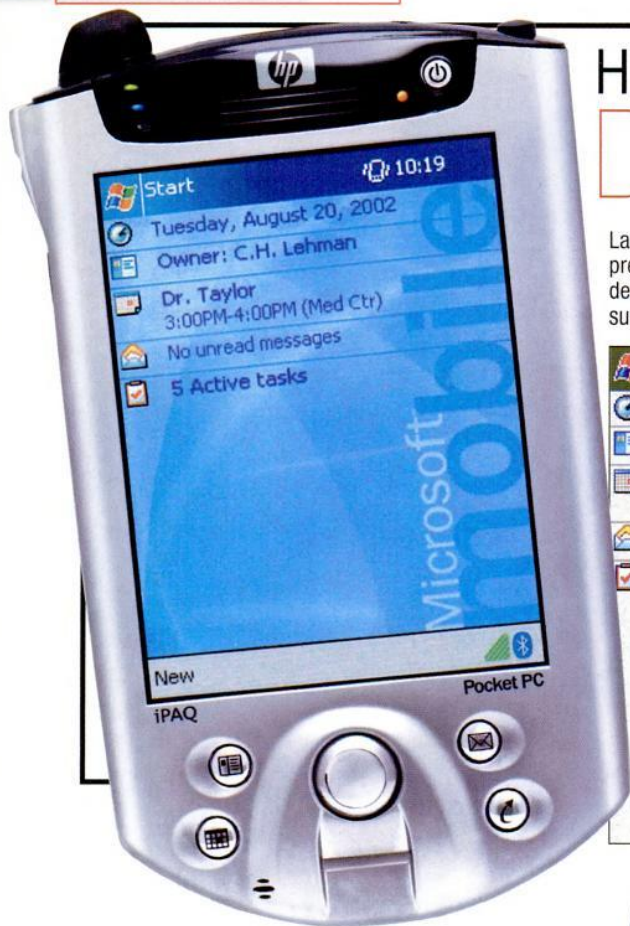 hp
Start 10:19
Tuesday, August 20, 2002
Owner: C.H. Lehman
Dr. Taylor
3:00PM-4:00PM (Med Ctr)
No unread messages
5 Active tasks
Microsoft
mobile
New
iPAQ
Pocket PC
H
La
pre
de
su